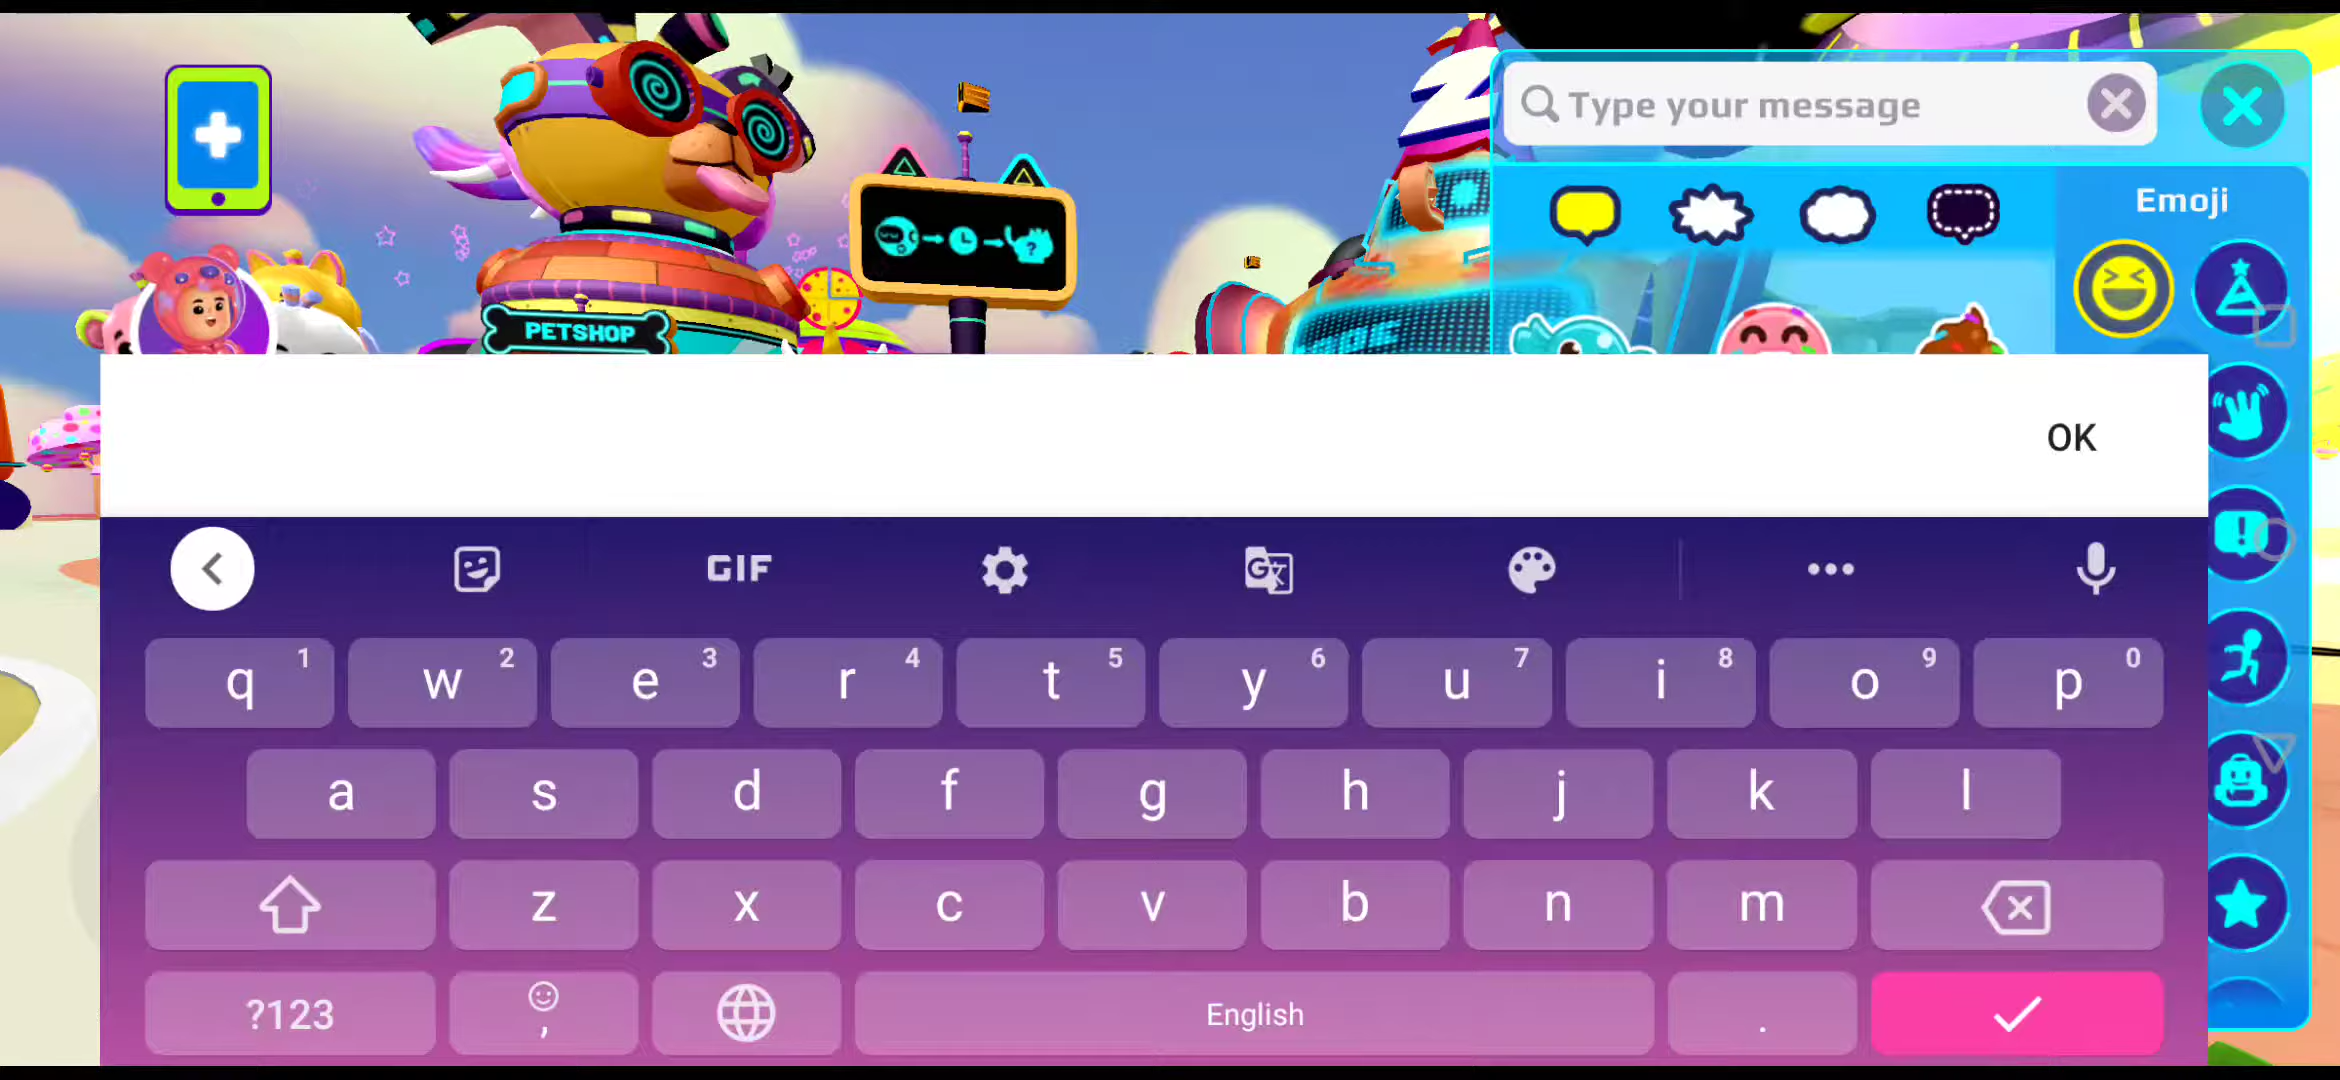 Type your message
Emoji
PETSHOP
OK
GIF
G
q 1 w 2 e 3 r 4 t 5 y 6 u 7 i 8 o 9 p 0
a s d f g h j k l
z x c v b n m
?123 , English .